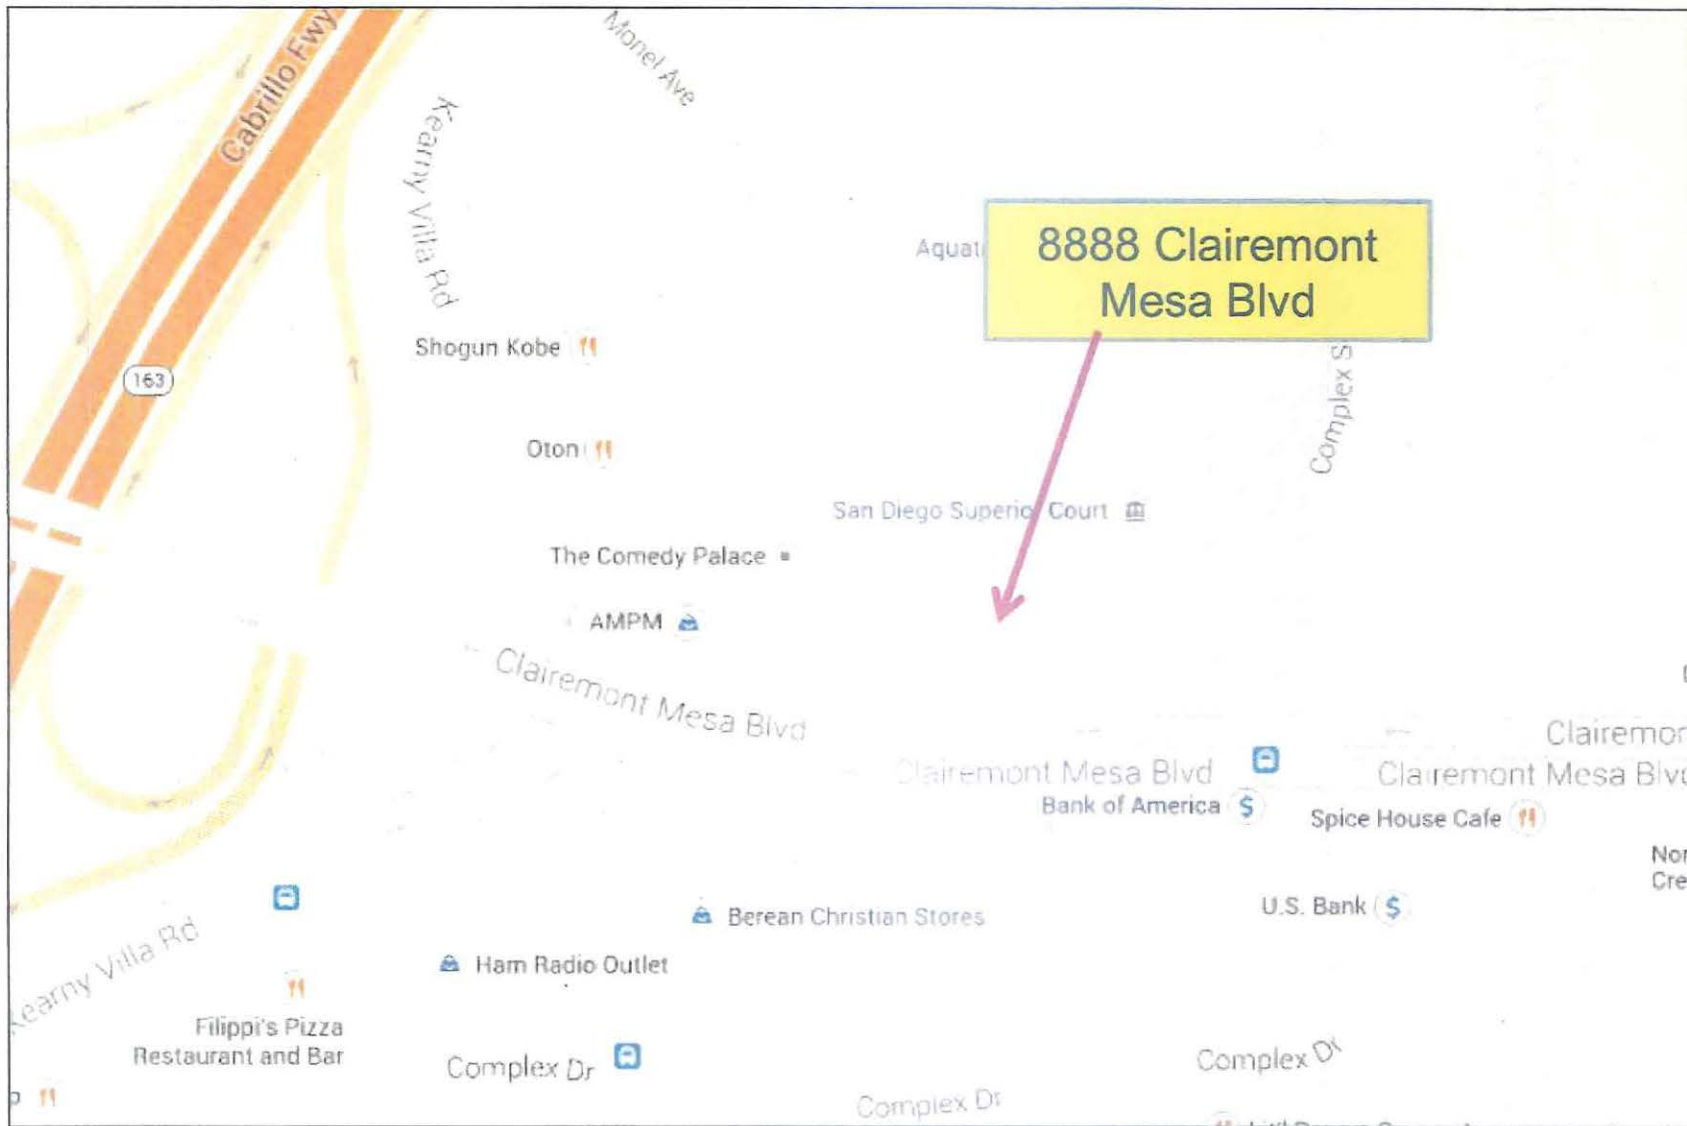 Cabrillo Fwy
Monel Ave
Kearny Villa Rd
8888 Clairemont
Mesa Blvd
Shogun Kobe
163
Complex
Oton
San Diego Superior Court
The Comedy Palace
AMPM
Clairemont Mesa Blvd
Clairemont Mesa Blvd
Bank of America
Clairemont Mesa
Spice House Cafe
U.S. Bank
Berean Christian Stores
Kearny Villa Rd
Ham Radio Outlet
Filippi's Pizza
Restaurant and Bar
Complex Dr
Complex Dr
Complex Dr